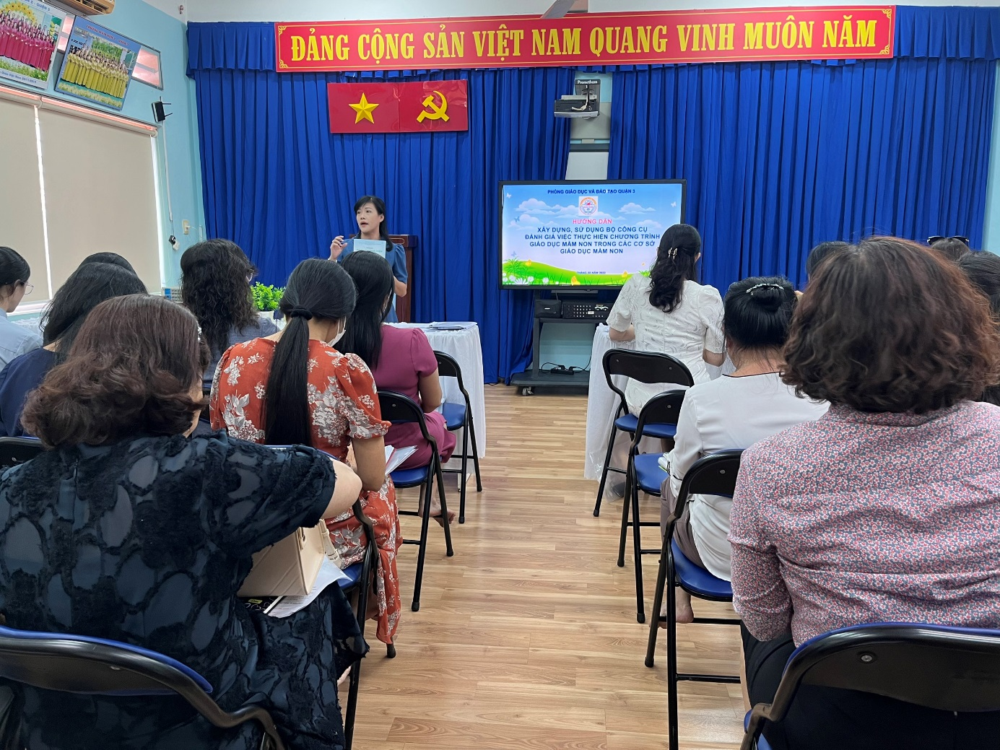 ĐẢNG CỘNG SẢN VIỆT NAM QUANG VINH MUÔN NĂM
Promethean
PHÒNG GIÁO DỤC VÀ ĐÀO TẠO QUẬN 3
HƯỚNG DẪN
XÂY DỰNG, SỬ DỤNG BỘ CÔNG CỤ
ĐÁNH GIÁ VIỆC THỰC HIỆN CHƯƠNG TRÌNH
GIÁO DỤC MẦM NON TRONG CÁC CƠ SỞ
GIÁO DỤC MẦM NON